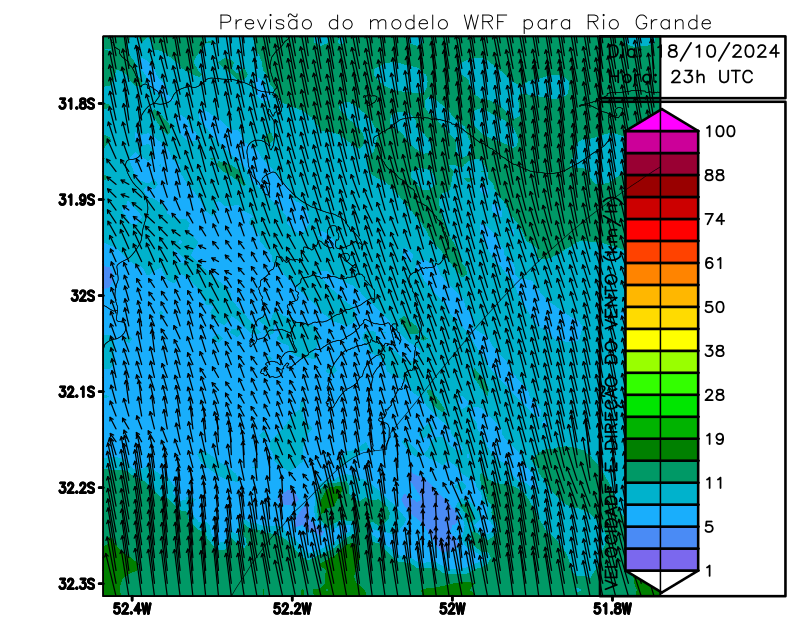 Previsão do modelo WRF para Rio Grande
Dia: 18/10/2024
Hora: 23h UTC
31.8S
31.9S
32S
32.1S
32.2S
32.3S
52.4W
52.2W
52W
51.8W
VELOCIDADE E DIREÇÃO DO VENTO (km/h)
100
88
74
61
50
38
28
19
11
5
1